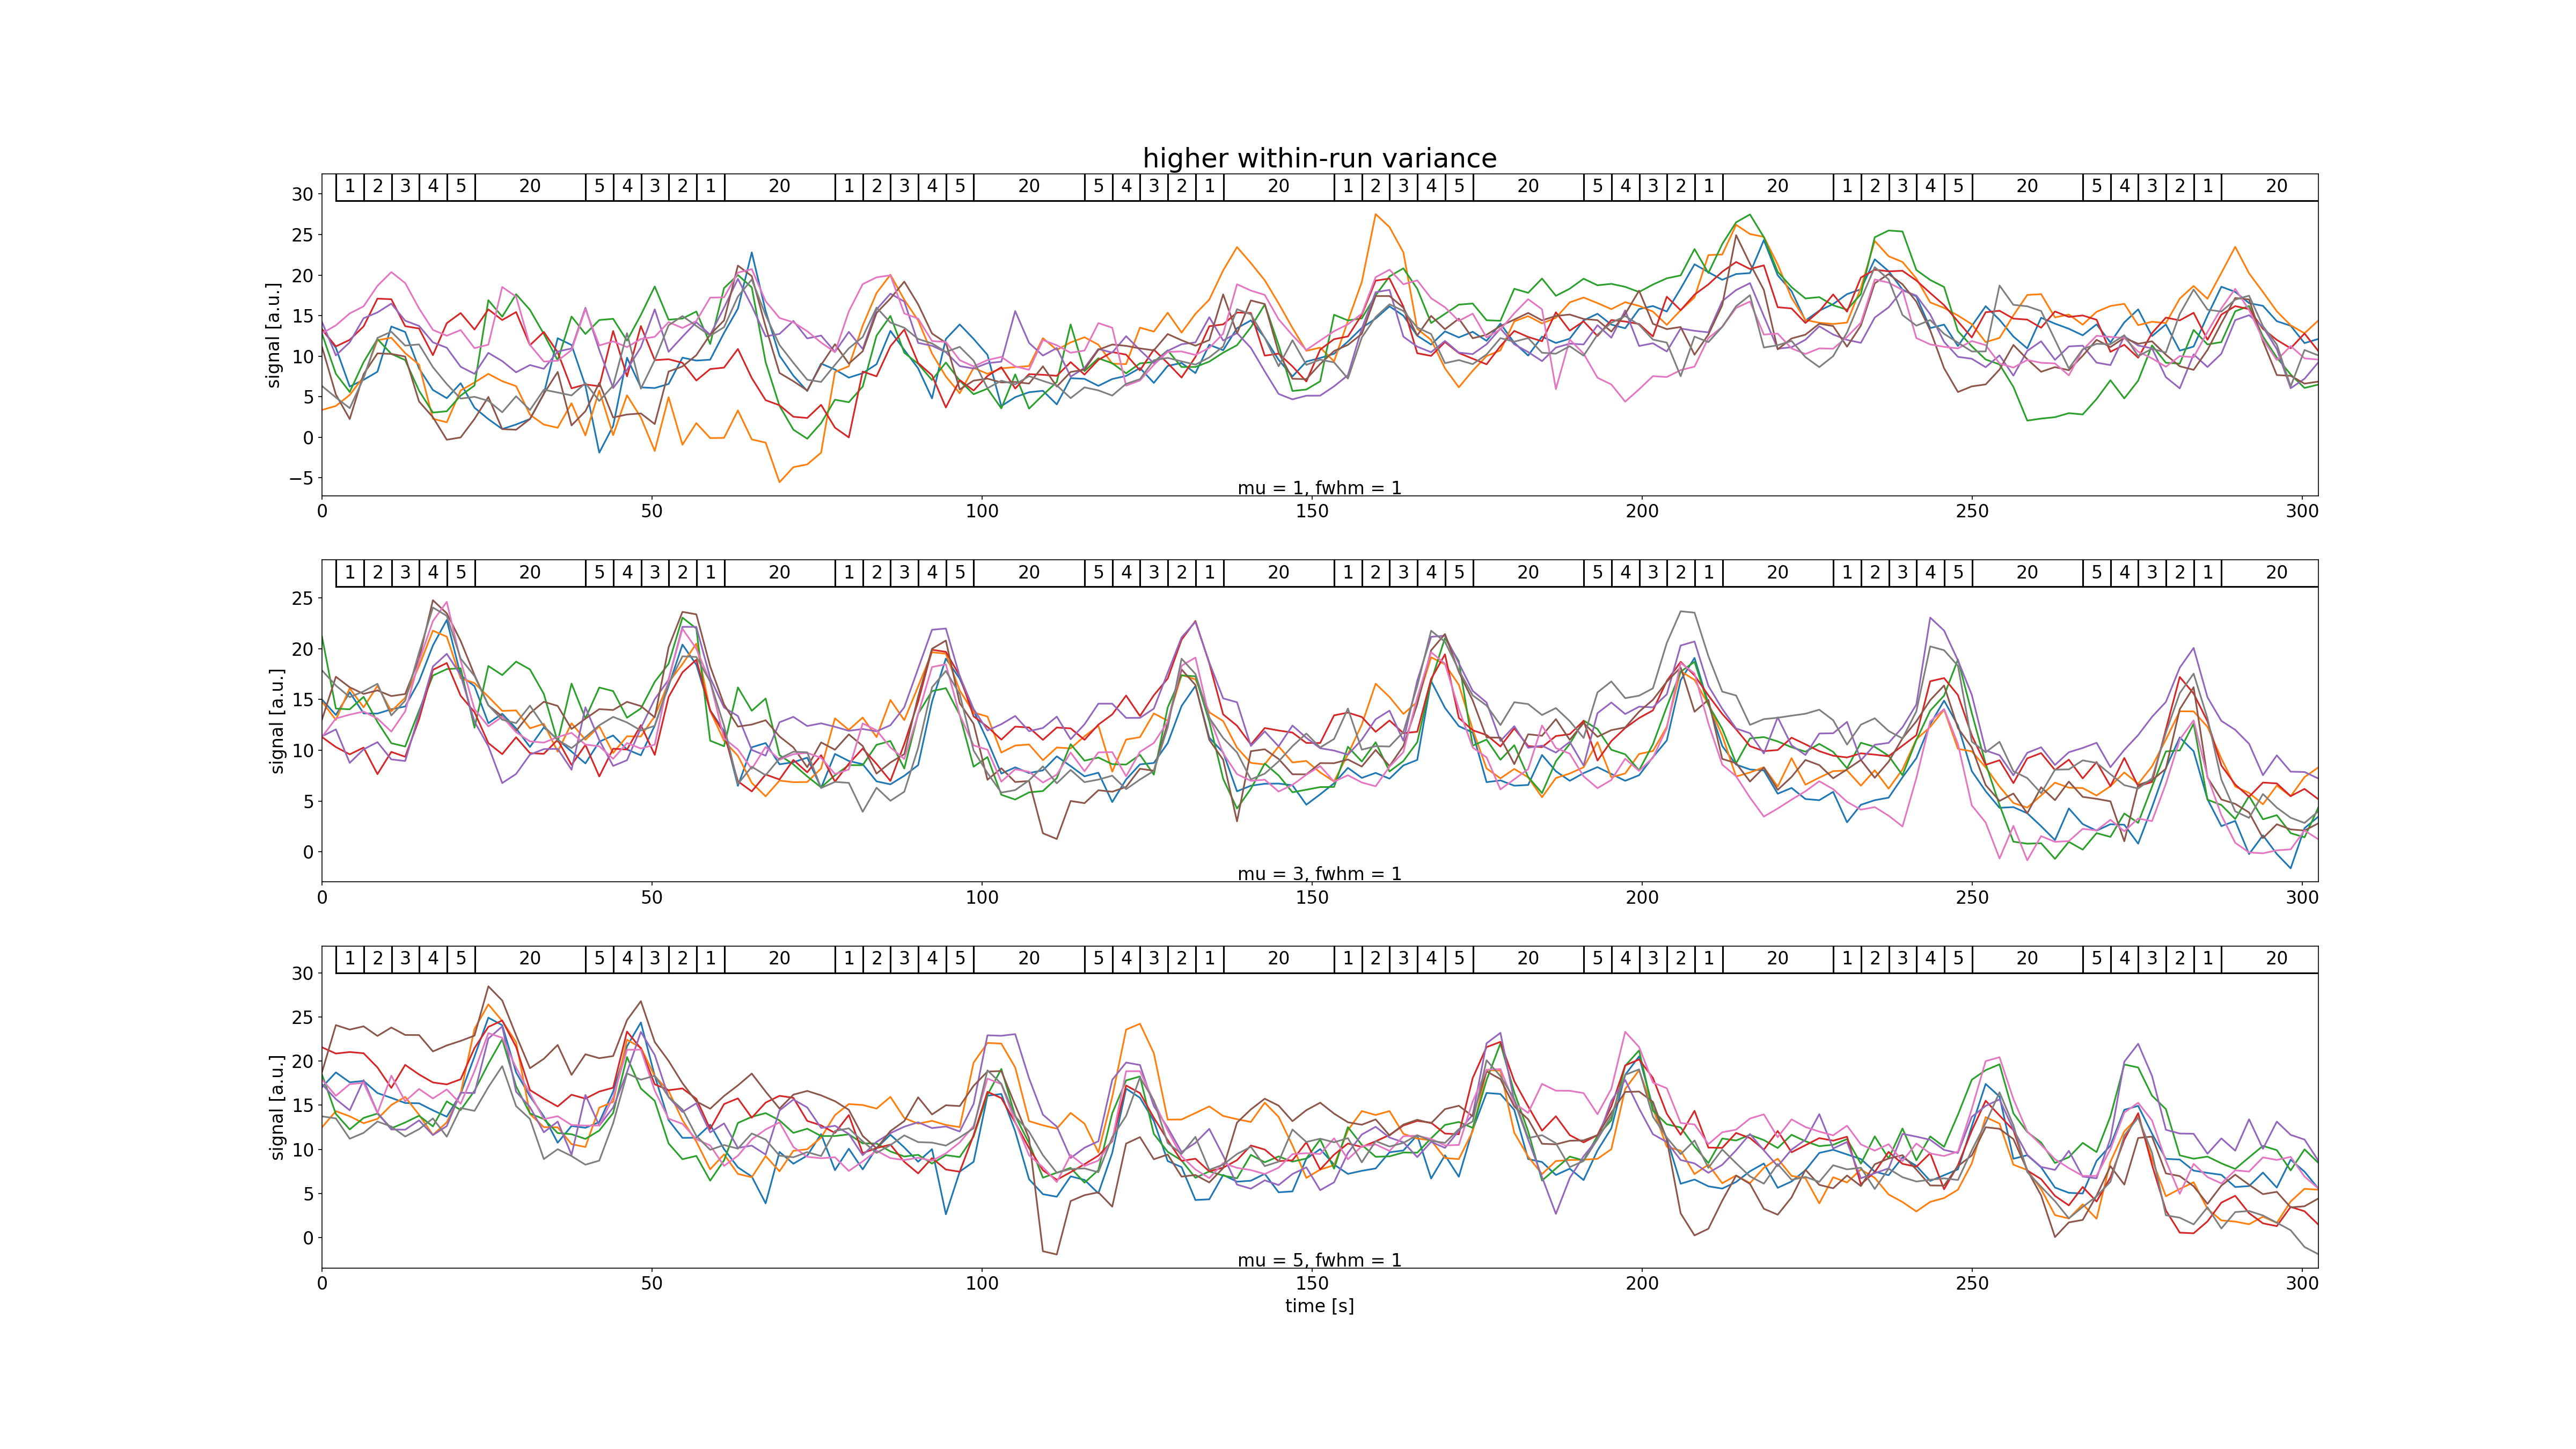 higher within-run variance
1 2 3 4 5 20 5 4 3 2 1 20 1 2 3 4 5 20 5 4 3 2 1 20 1 2 3 4 5 20 5 4 3 2 1 20 1 2 3 4 5 20 5 4 3 2 1 20
30
25
20
15
10
5
0
−5
signal [a.u.]
mu = 1, fwhm = 1
0 50 100 150 200 250 300
1 2 3 4 5 20 5 4 3 2 1 20 1 2 3 4 5 20 5 4 3 2 1 20 1 2 3 4 5 20 5 4 3 2 1 20 1 2 3 4 5 20 5 4 3 2 1 20
25
20
15
10
5
0
signal [a.u.]
mu = 3, fwhm = 1
0 50 100 150 200 250 300
1 2 3 4 5 20 5 4 3 2 1 20 1 2 3 4 5 20 5 4 3 2 1 20 1 2 3 4 5 20 5 4 3 2 1 20 1 2 3 4 5 20 5 4 3 2 1 20
30
25
20
15
10
5
0
signal [a.u.]
mu = 5, fwhm = 1
0 50 100 150 200 250 300
time [s]